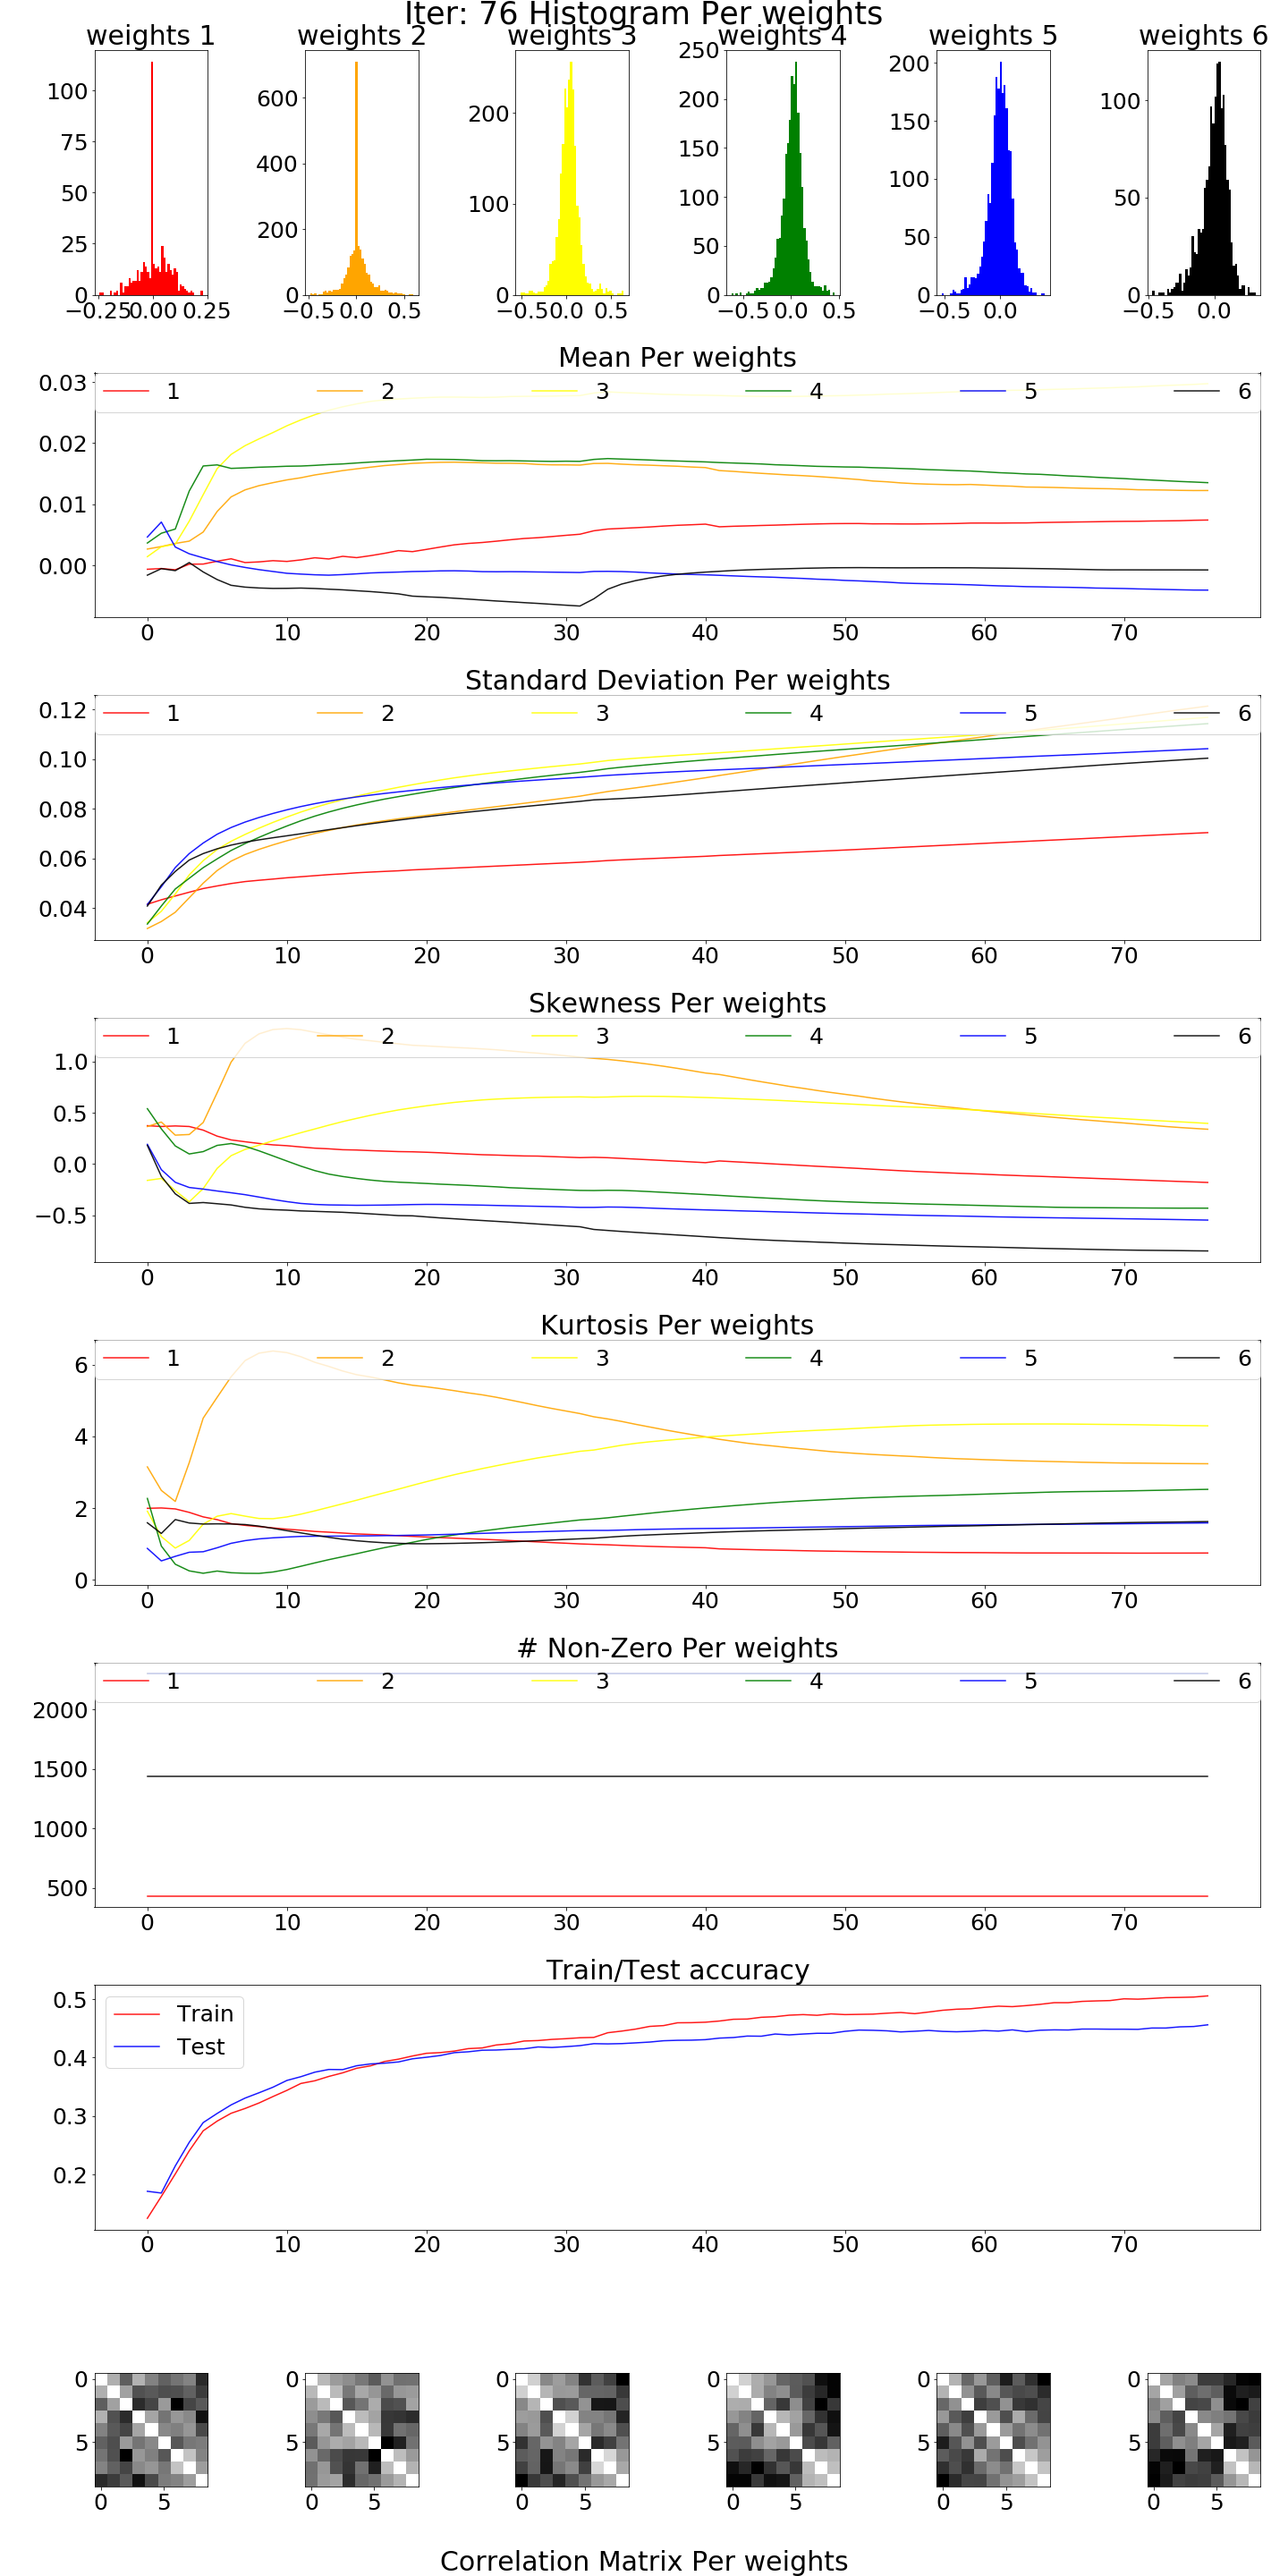 Iter: 76 Histogram Per weights
weights 1 weights 2 weights 3 weights 4 weights 5 weights 6
100
75
50
25
0
−0.25 0.00 0.25
600
400
200
0
−0.5 0.0 0.5
200
100
0
−0.5 0.0 0.5
250
200
150
100
50
0
−0.5 0.0 0.5
200
150
100
50
0
−0.5 0.0
100
50
0
−0.5 0.0
Mean Per weights
1 2 3 4 5 6
0.03
0.02
0.01
0.00
0 10 20 30 40 50 60 70
Standard Deviation Per weights
1 2 3 4 5 6
0.12
0.10
0.08
0.06
0.04
0 10 20 30 40 50 60 70
Skewness Per weights
1 2 3 4 5 6
1.0
0.5
0.0
−0.5
0 10 20 30 40 50 60 70
Kurtosis Per weights
1 2 3 4 5 6
6
4
2
0
0 10 20 30 40 50 60 70
# Non-Zero Per weights
1 2 3 4 5 6
2000
1500
1000
500
0 10 20 30 40 50 60 70
Train/Test accuracy
Train
Test
0.5
0.4
0.3
0.2
0 10 20 30 40 50 60 70
0 0 0 0 0 0
5 5 5 5 5 5
0 5 0 5 0 5 0 5 0 5 0 5
Correlation Matrix Per weights